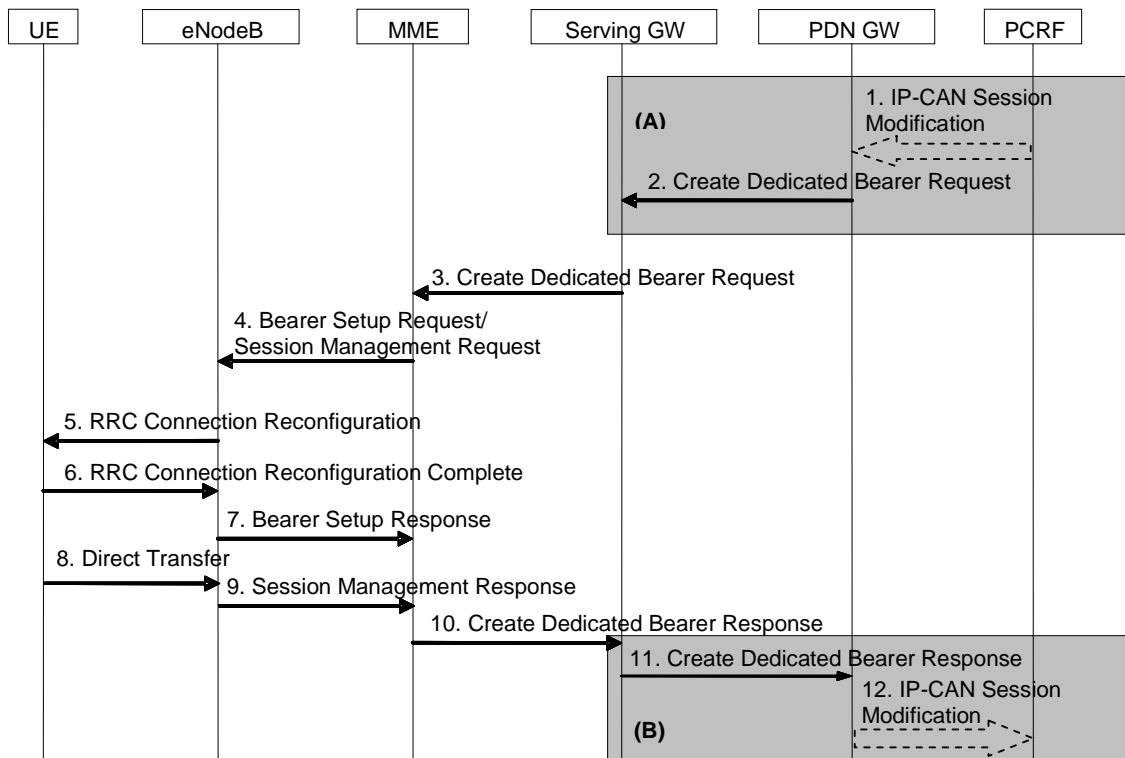 UE
eNodeB
MME
Serving GW
PDN GW
PCRF
(A)
1. IP-CAN Session
Modification
2. Create Dedicated Bearer Request
3. Create Dedicated Bearer Request
4. Bearer Setup Request/
Session Management Request
5. RRC Connection Reconfiguration
6. RRC Connection Reconfiguration Complete
7. Bearer Setup Response
8. Direct Transfer
9. Session Management Response
10. Create Dedicated Bearer Response
11. Create Dedicated Bearer Response
12. IP-CAN Session
Modification
(B)